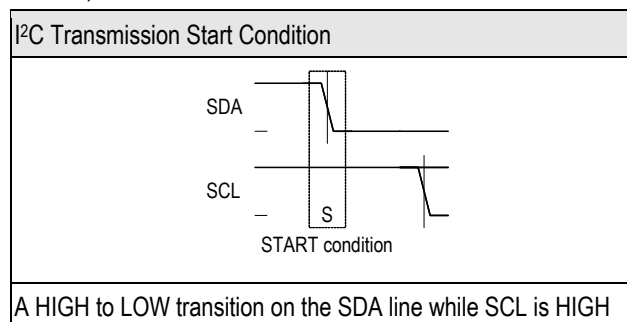 I²C Transmission Start Condition
SDA
SCL
S
START condition
A HIGH to LOW transition on the SDA line while SCL is HIGH